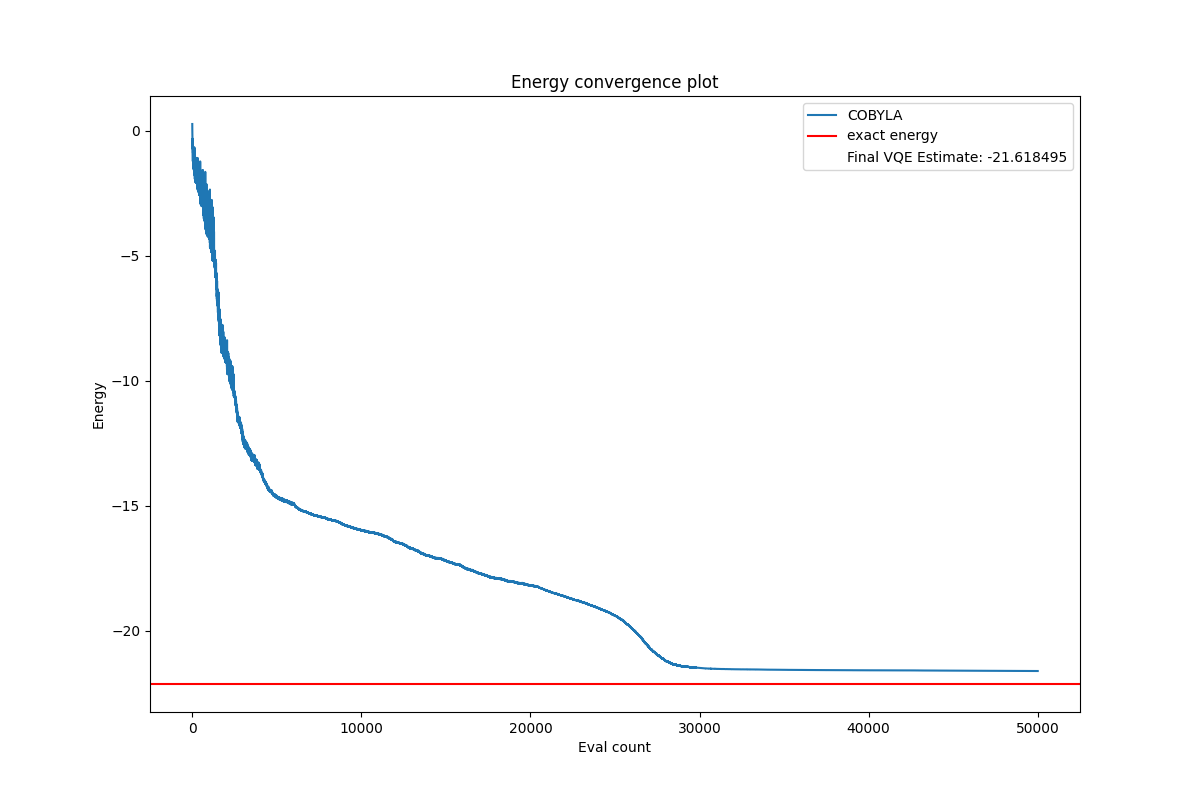 Energy convergence plot
COBYLA
exact energy
Final VQE Estimate: -21.618495
Energy
0
−5
−10
−15
−20
0 10000 20000 30000 40000 50000
Eval count